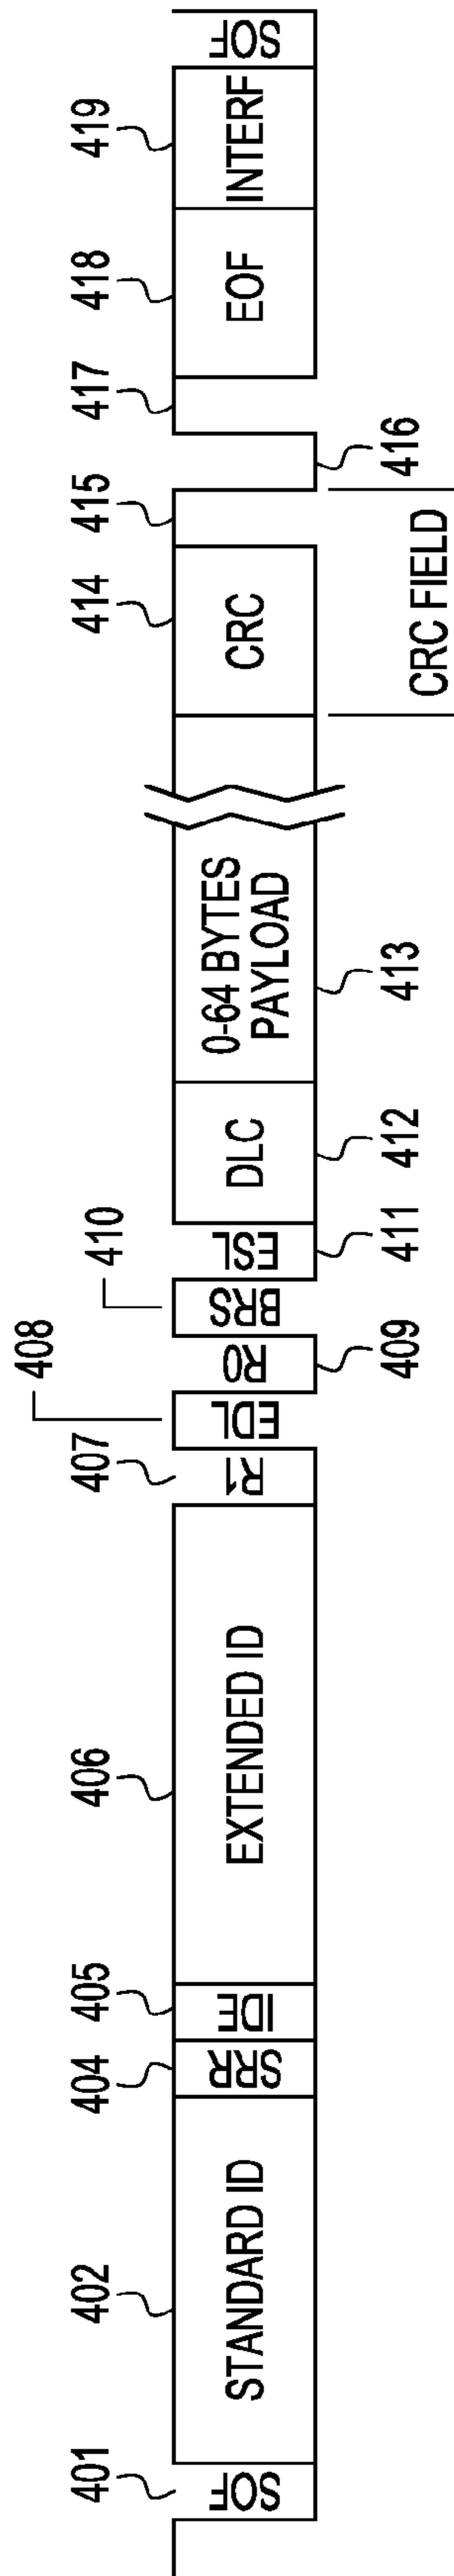 408
410
401
402
404
405
406
407
414
415
417
418
419
SOF
STANDARD ID
SRR
IDE
EXTENDED ID
R1
EDL
R0
BRS
ESL
DLC
0-64 BYTES
PAYLOAD
CRC
EOF
INTERF
SOF
409
411
412
413
416
CRC FIELD